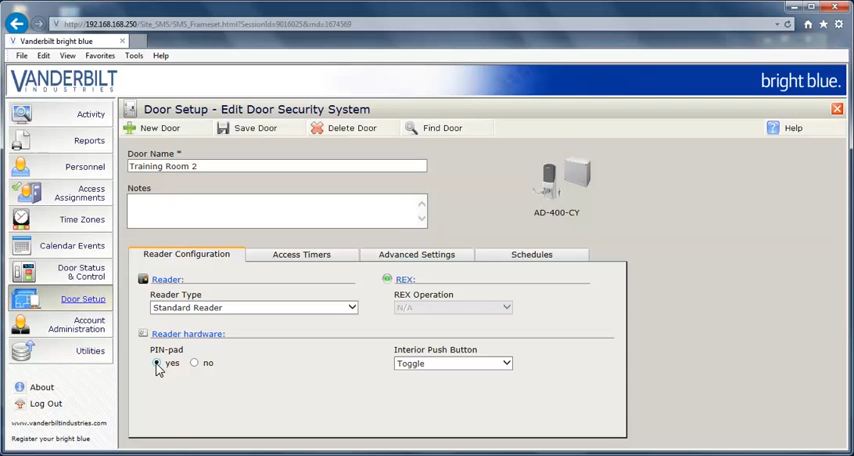 http://192.168.168.250/Site_SMS/SMS_Frameset.html?SessionId=9016025&md=1674569
V Vanderbilt bright blue
File Edit View Favorites Tools Help
VANDERBILT
INDUSTRIES
bright blue.
Activity
Reports
Personnel
Access
Assignments
Time Zones
Calendar Events
Door Status
& Control
Door Setup
Account
Administration
Utilities
About
Log Out
www.vanderbiltindustries.com
Register your bright blue
Door Setup - Edit Door Security System
New Door Save Door Delete Door Find Door Help
Door Name *
Training Room 2
Notes
AD-400-CY
Reader Configuration Access Timers Advanced Settings Schedules
Reader: REX:
Reader Type REX Operation
Standard Reader N/A
Reader hardware:
PIN-pad Interior Push Button
yes no Toggle